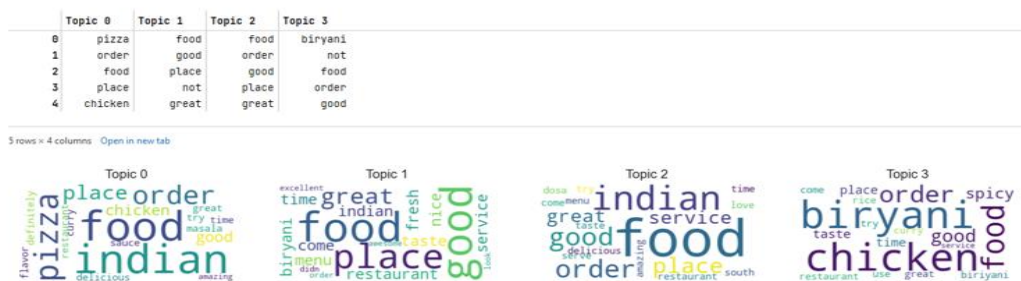 Topic 0 Topic 1 Topic 2 Topic 3
0 pizza food food biryani
1 order good order not
2 food place good food
3 place not place order
4 chicken great great good
5 rows × 4 columns Open in new tab
Topic 0
definitely
pizza
flavor
restaurant
curry
place order
chicken great
food try time
masala
sauce good
indian
delicious amazing
Topic 1
excellent
time great
indian
biryani
food
fresh
nice
good
service
come awesome taste
menu place
didn
order restaurant
look
Topic 2
dosa try indian time
come menu love
great service
taste
good food
delicious
serve
amazing
order place south
Topic 3
come place order spicy
rice
biryani
taste try curry
time good
service
food
chicken
restaurant use great biriyani